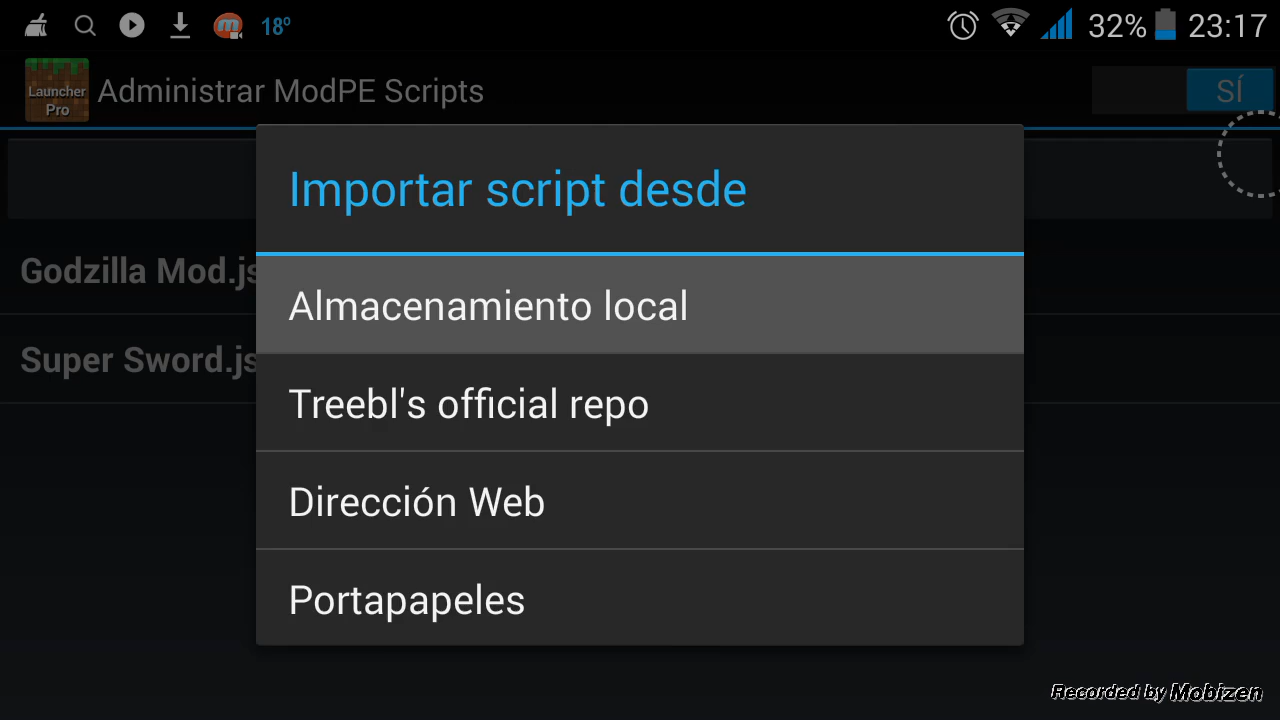 18° 32% 23:17
Launcher Pro Administrar ModPE Scripts SÍ
Importar script desde
Godzilla Mod.js
Almacenamiento local
Super Sword.js
Treebl's official repo
Dirección Web
Portapapeles
Recorded by Mobizen